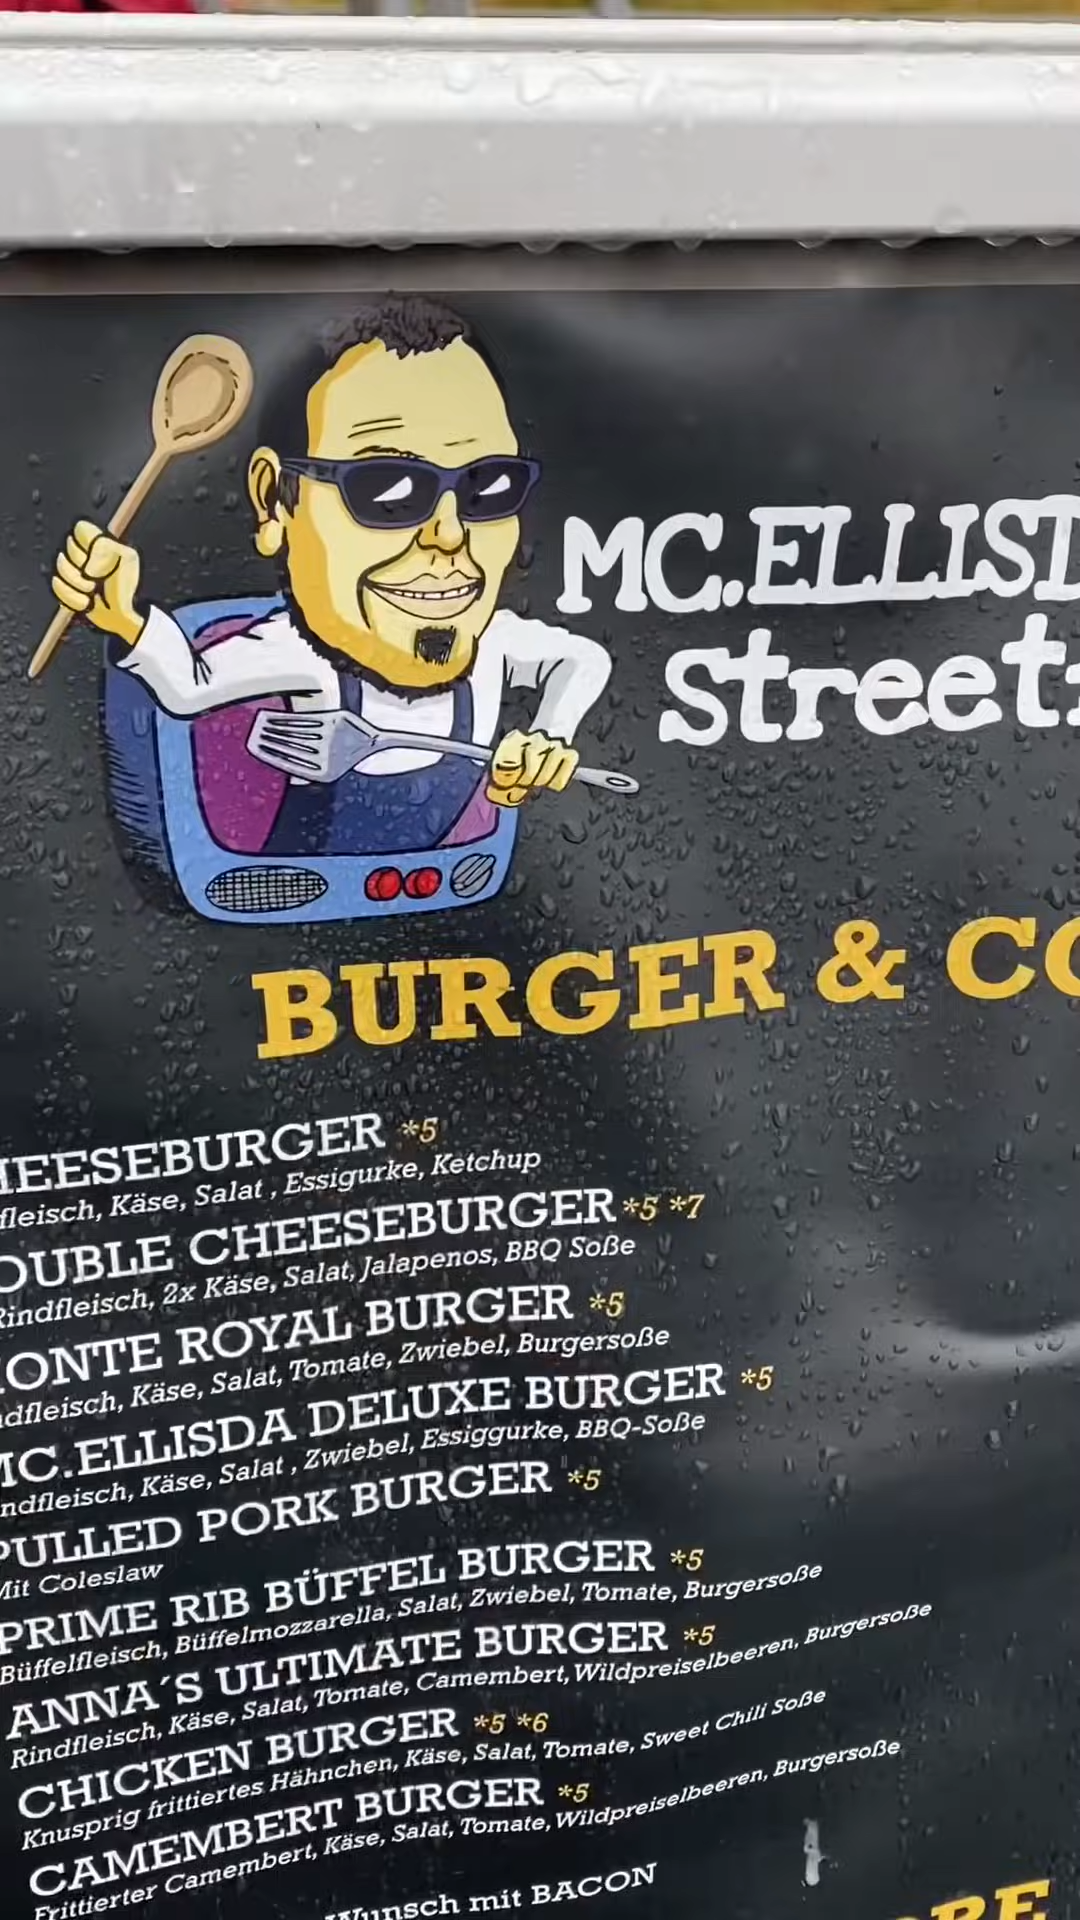 MC.ELLISD
Street
BURGER & CO
HEESEBURGER *5
fleisch, Käse, Salat , Essigurke, Ketchup
OUBLE CHEESEBURGER *5 *7
Rindfleisch, 2x Käse, Salat, Jalapenos, BBQ Soße
ONTE ROYAL BURGER *5
dfleisch, Käse, Salat, Tomate, Zwiebel, Burgersoße
MC.ELLISDA DELUXE BURGER *5
ndfleisch, Käse, Salat , Zwiebel, Essiggurke, BBQ-Soße
PULLED PORK BURGER *5
Mit Coleslaw
PRIME RIB BÜFFEL BURGER *5
Büffelfleisch, Büffelmozzarella, Salat, Zwiebel, Tomate, Burgersoße
ANNA´S ULTIMATE BURGER *5
Rindfleisch, Käse, Salat, Tomate, Camembert, Wildpreiselbeeren, Burgersoße
CHICKEN BURGER *5 *6
Knusprig frittiertes Hähnchen, Käse, Salat, Tomate, Sweet Chili Soße
CAMEMBERT BURGER *5
Frittierter Camembert, Käse, Salat, Tomate, Wildpreiselbeeren, Burgersoße
Wunsch mit BACON